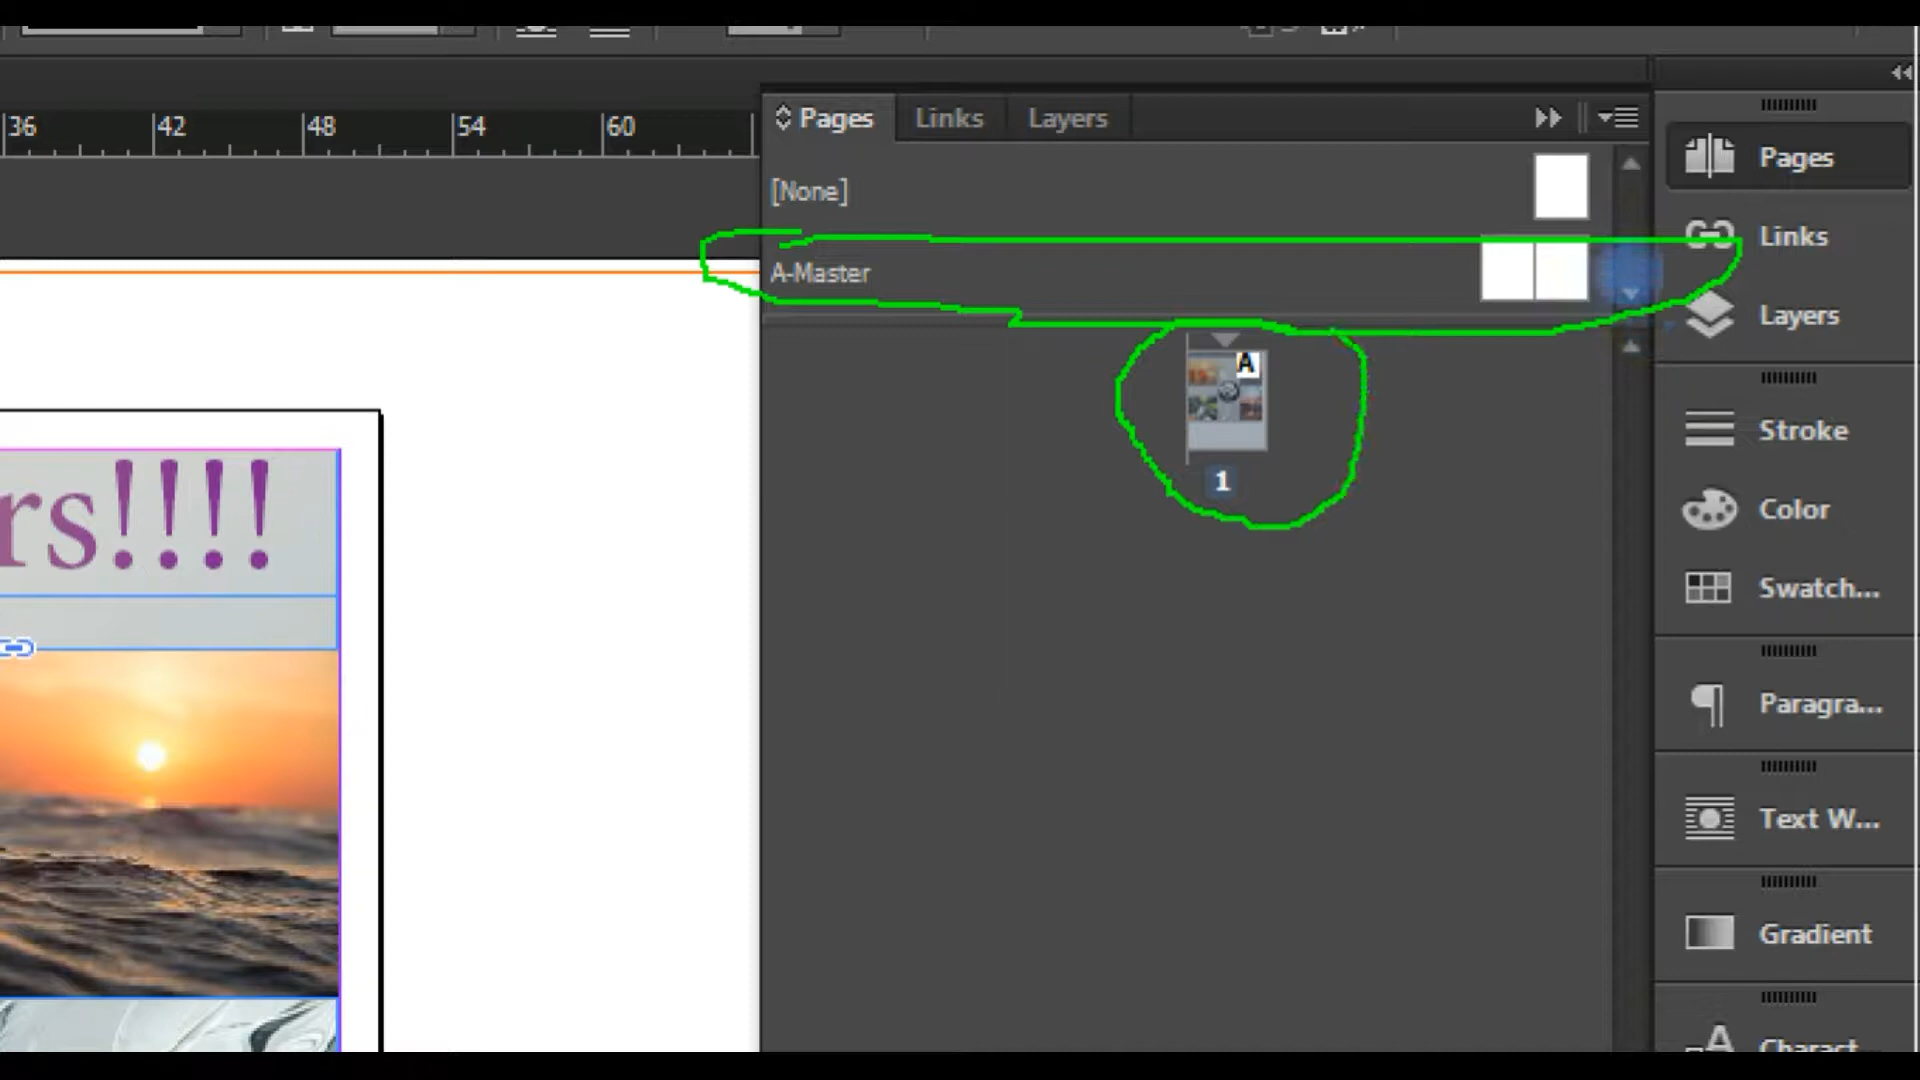 36 42 48 54 60
Pages Links Layers
[None]
A-Master
A
1
rs!!!!
Pages
Links
Layers
Stroke
Color
Swatch...
Paragra...
Text W...
Gradient
Charact...